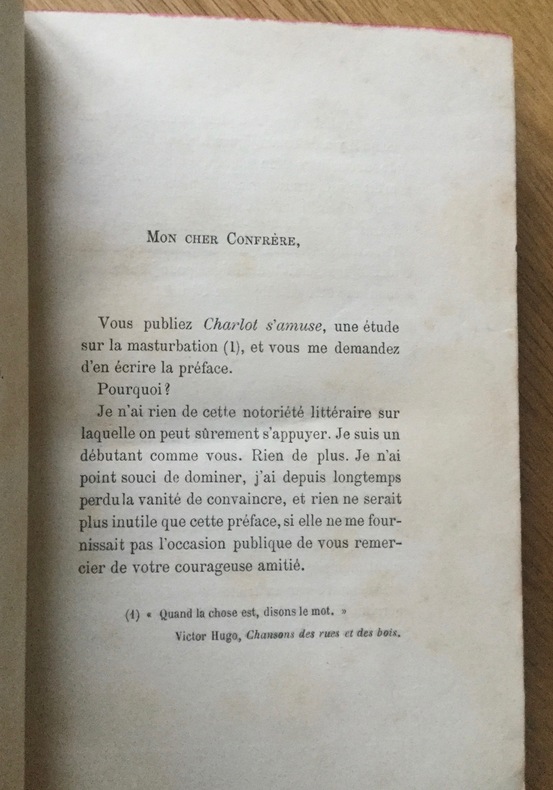 MON CHER CONFRÈRE,
Vous publiez Charlot s'amuse, une étude
sur la masturbation (1), et vous me demandez
d'en écrire la préface.
Pourquoi?
Je n'ai rien de cette notoriété littéraire sur
laquelle on peut sûrement s'appuyer. Je suis un
débutant comme vous. Rien de plus. Je n'ai
point souci de dominer, j'ai depuis longtemps
perdu la vanité de convaincre, et rien ne serait
plus inutile que cette préface, si elle ne me four-
nissait pas l'occasion publique de vous remer-
cier de votre courageuse amitié.
(1) « Quand la chose est, disons le mot. »
Victor Hugo, Chansons des rues et des bois.